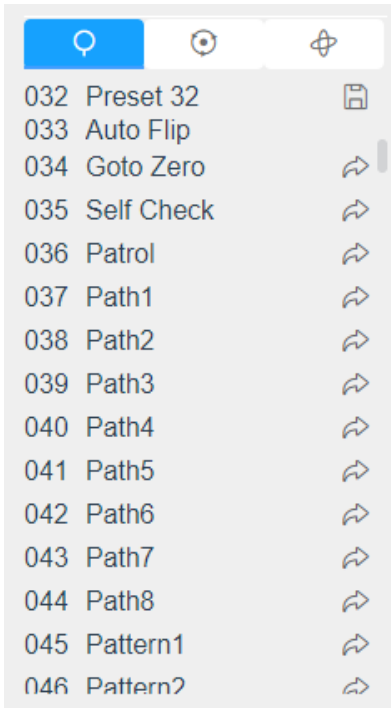 032 Preset 32
033 Auto Flip
034 Goto Zero
035 Self Check
036 Patrol
037 Path1
038 Path2
039 Path3
040 Path4
041 Path5
042 Path6
043 Path7
044 Path8
045 Pattern1
046 Pattern2